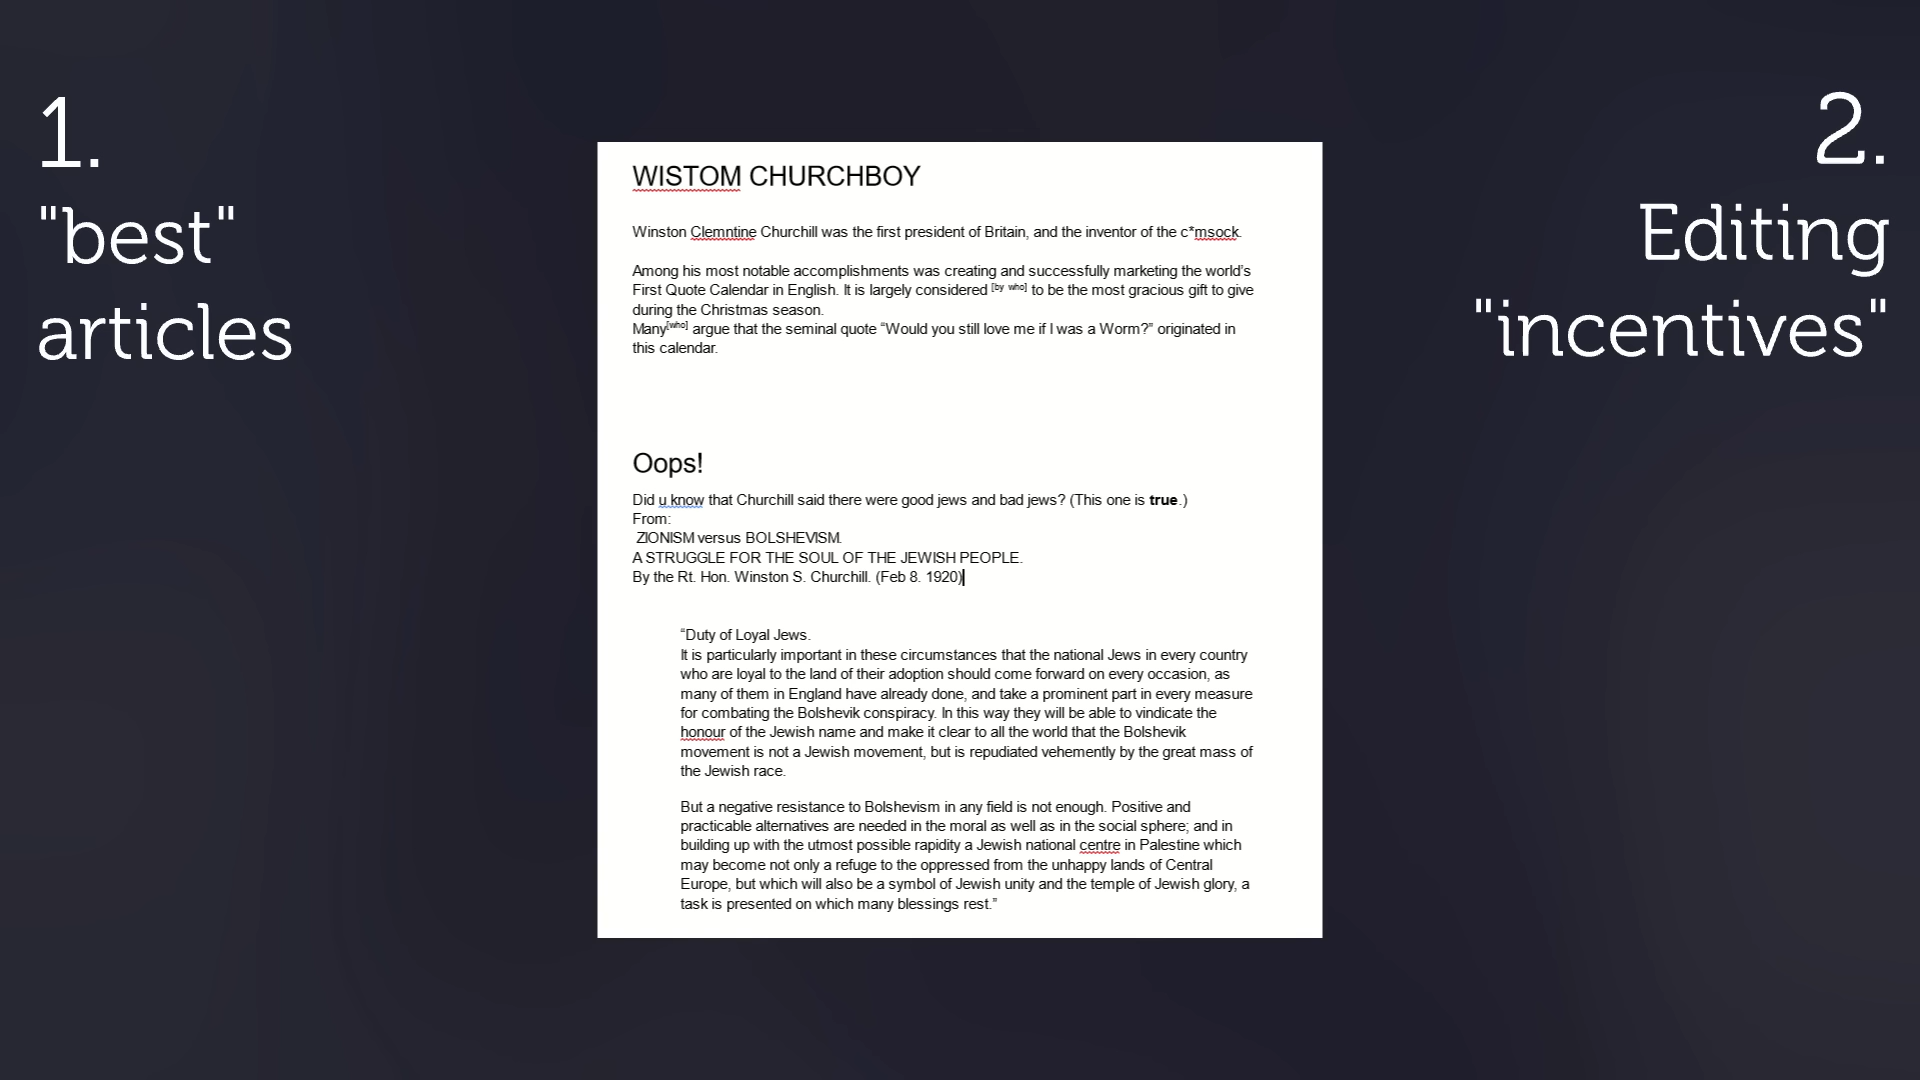 1.
"best"
articles
2.
Editing
"incentives"
WISTOM CHURCHBOY
Winston Clemntine Churchill was the first president of Britain, and the inventor of the c*msock.
Among his most notable accomplishments was creating and successfully marketing the world's
First Quote Calendar in English. It is largely considered [by who] to be the most gracious gift to give
during the Christmas season.
Many[who] argue that the seminal quote “Would you still love me if I was a Worm?” originated in
this calendar.
Oops!
Did u know that Churchill said there were good jews and bad jews? (This one is true.)
From:
ZIONISM versus BOLSHEVISM.
A STRUGGLE FOR THE SOUL OF THE JEWISH PEOPLE.
By the Rt. Hon. Winston S. Churchill. (Feb 8. 1920)
“Duty of Loyal Jews.
It is particularly important in these circumstances that the national Jews in every country
who are loyal to the land of their adoption should come forward on every occasion, as
many of them in England have already done, and take a prominent part in every measure
for combating the Bolshevik conspiracy. In this way they will be able to vindicate the
honour of the Jewish name and make it clear to all the world that the Bolshevik
movement is not a Jewish movement, but is repudiated vehemently by the great mass of
the Jewish race.
But a negative resistance to Bolshevism in any field is not enough. Positive and
practicable alternatives are needed in the moral as well as in the social sphere; and in
building up with the utmost possible rapidity a Jewish national centre in Palestine which
may become not only a refuge to the oppressed from the unhappy lands of Central
Europe, but which will also be a symbol of Jewish unity and the temple of Jewish glory, a
task is presented on which many blessings rest.”